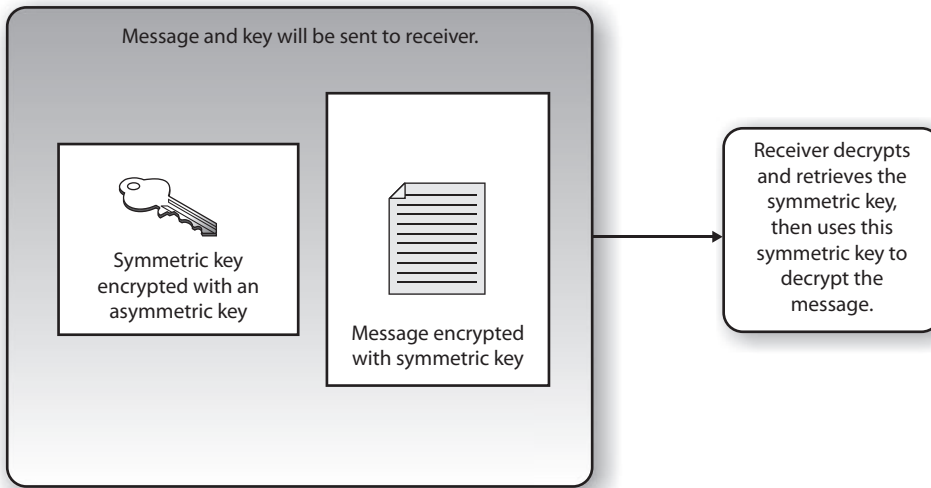 Message and key will be sent to receiver.
Symmetric key
encrypted with an
asymmetric key
Message encrypted
with symmetric key
Receiver decrypts
and retrieves the
symmetric key,
then uses this
symmetric key to
decrypt the
message.